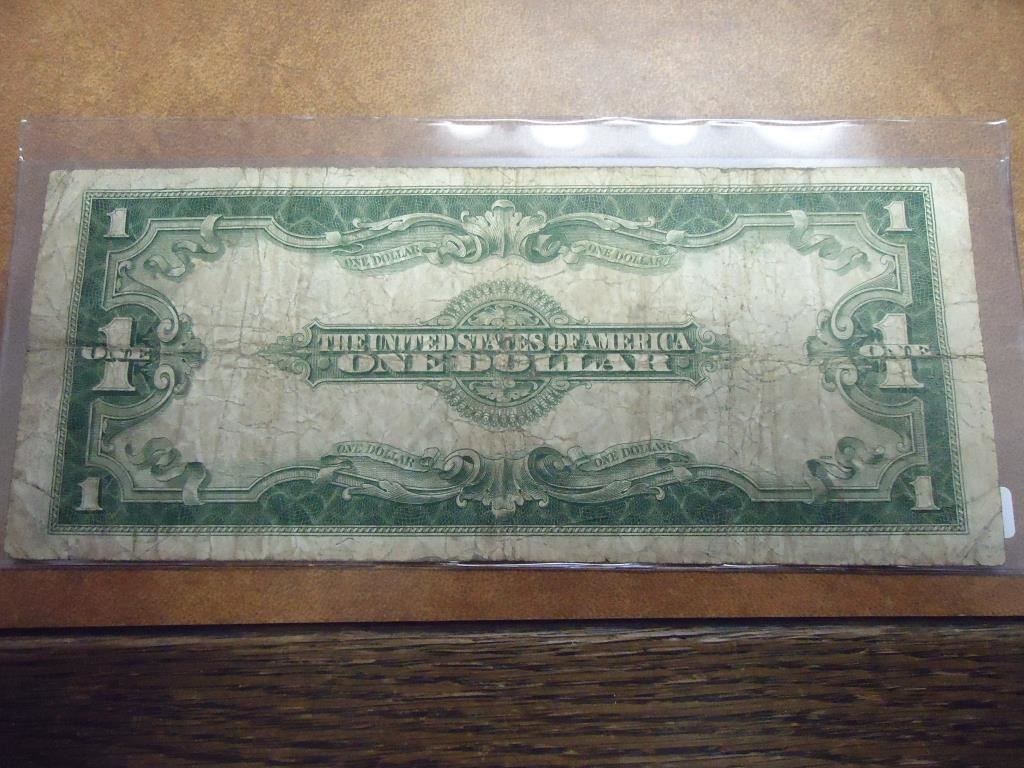 1 1
ONE DOLLAR ONE DOLLAR
THE UNITED STATES OF AMERICA
1 ONE ONE DOLLAR 1 ONE
ONE DOLLAR ONE DOLLAR
1 1